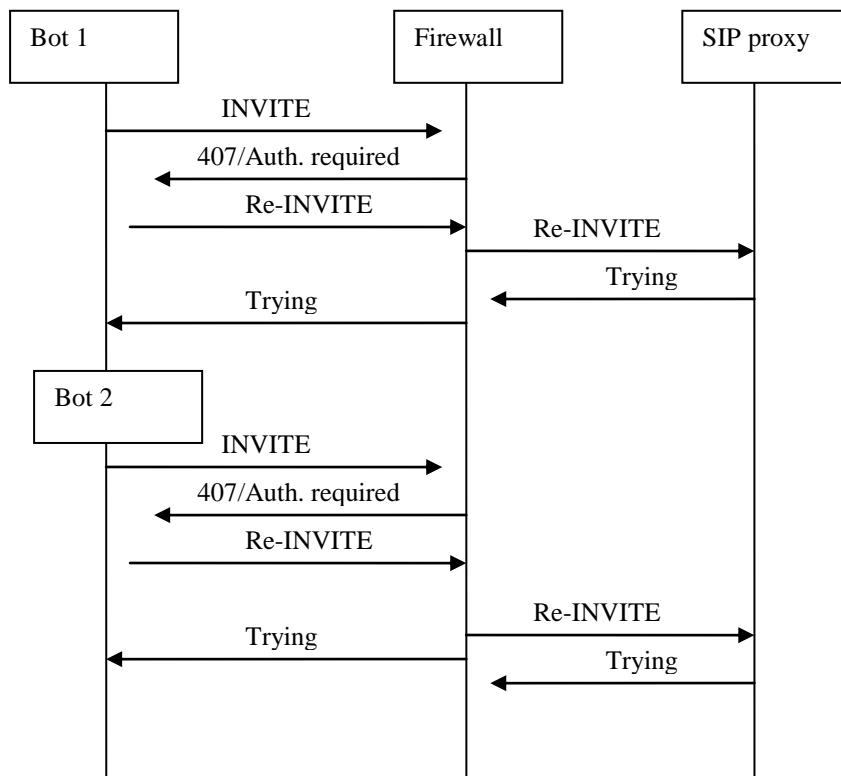 Bot 1
Firewall
SIP proxy
INVITE
407/Auth. required
Re-INVITE
Re-INVITE
Trying
Trying
Bot 2
INVITE
407/Auth. required
Re-INVITE
Re-INVITE
Trying
Trying